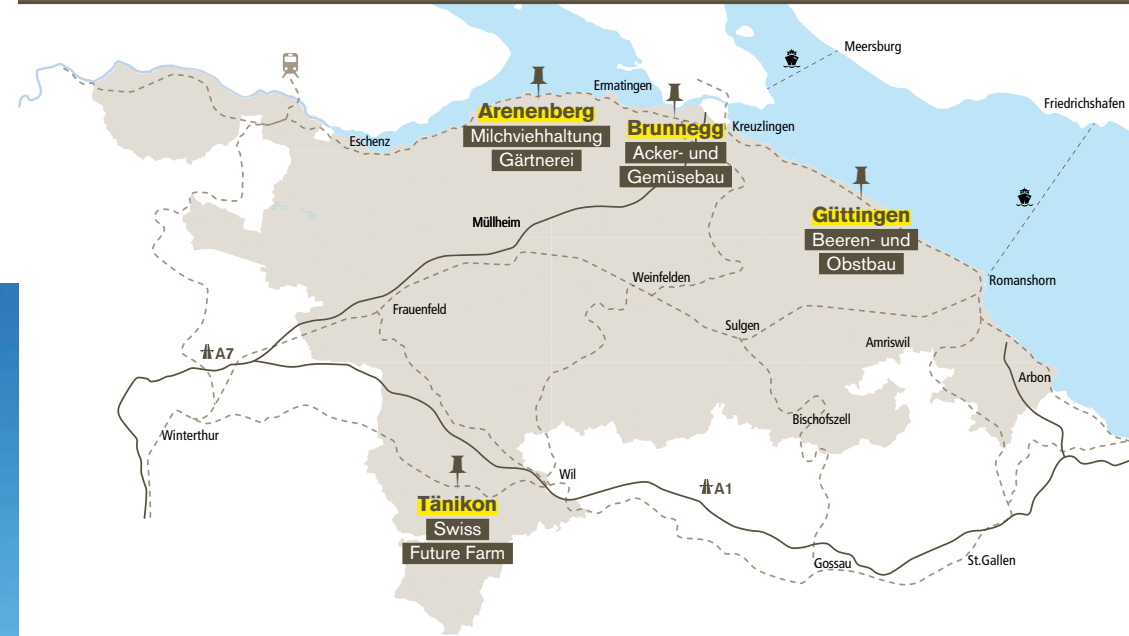 Meersburg
Friedrichshafen
Ermatingen
Arenenberg
Milchviehhaltung
Gärtnerei
Brunnegg
Acker- und
Gemüsebau
Kreuzlingen
Eschenz
Güttingen
Beeren- und
Obstbau
Müllheim
Weinfelden
Romanshorn
Frauenfeld
Sulgen
Amriswil
A7
Arbon
Bischofszell
Winterthur
Wil
A1
Tänikon
Swiss
Future Farm
Gossau
St.Gallen